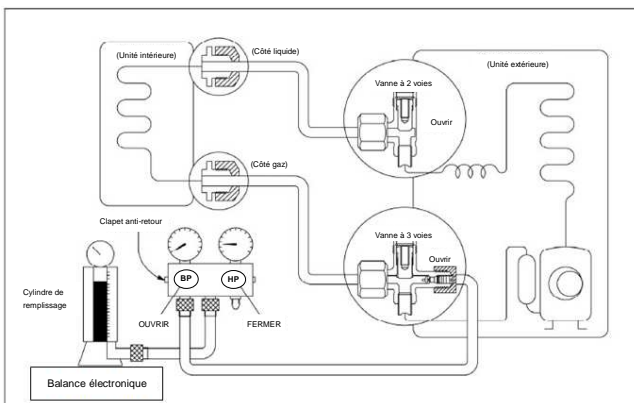 (Unité intérieure)
(Côté liquide)
Vanne à 2 voies
(Unité extérieure)
Ouvrir
(Côté gaz)
Clapet anti-retour
Vanne à 3 voies
Ouvrir
Cylindre de
remplissage
BP
HP
OUVRIR
FERMER
Balance électronique